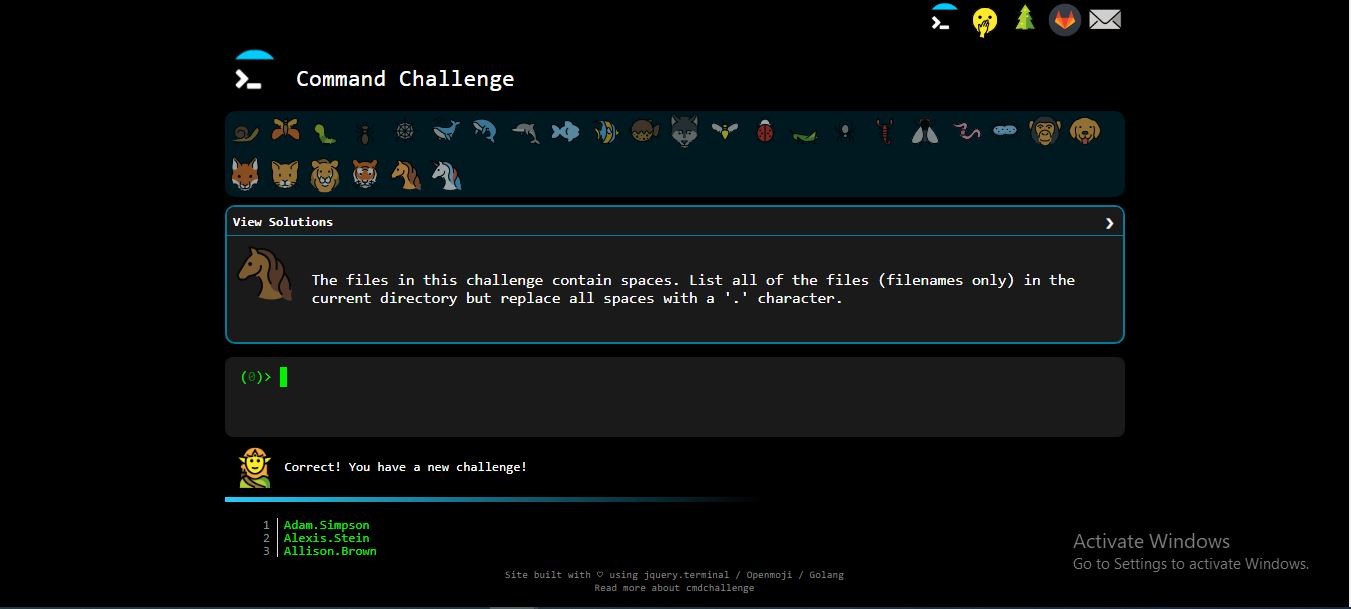 Command Challenge
View Solutions
The files in this challenge contain spaces. List all of the files (filenames only) in the
current directory but replace all spaces with a '.' character.
(0)>
Correct! You have a new challenge!
1 Adam.Simpson
2 Alexis.Stein
3 Allison.Brown
Activate Windows
Go to Settings to activate Windows.
Site built with ♡ using jquery.terminal / Openmoji / Golang
Read more about cmdchallenge